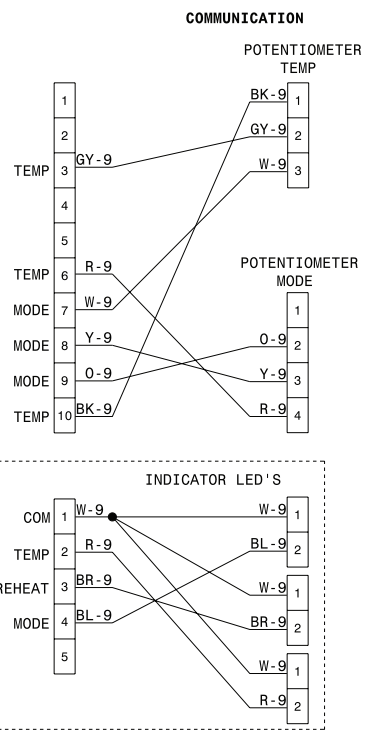 COMMUNICATION
POTENTIOMETER
TEMP
1
2
TEMP 3 GY-9
4
5
TEMP 6 R-9
MODE 7 W-9
MODE 8 Y-9
MODE 9 O-9
TEMP 10 BK-9
BK-9 1
GY-9 2
W-9 3
POTENTIOMETER
MODE
1
O-9 2
Y-9 3
R-9 4
INDICATOR LED'S
COM 1 W-9
TEMP 2 R-9
REHEAT 3 BR-9
MODE 4 BL-9
5
W-9 1
BL-9 2
W-9 1
BR-9 2
W-9 1
R-9 2